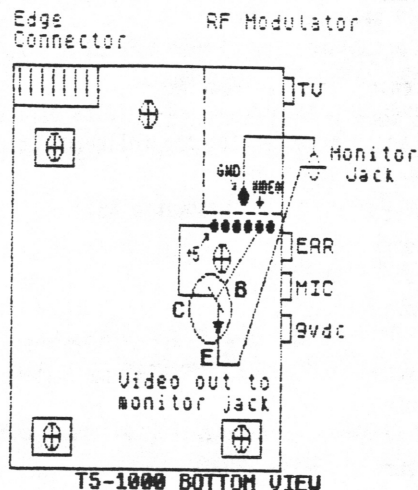 Edge
Connector
RF Modulator
TV
Monitor
Jack
GND
VIDEO
+5
EAR
B
C
MIC
9vdc
E
Video out to
monitor jack
TS-1000 BOTTOM VIEW